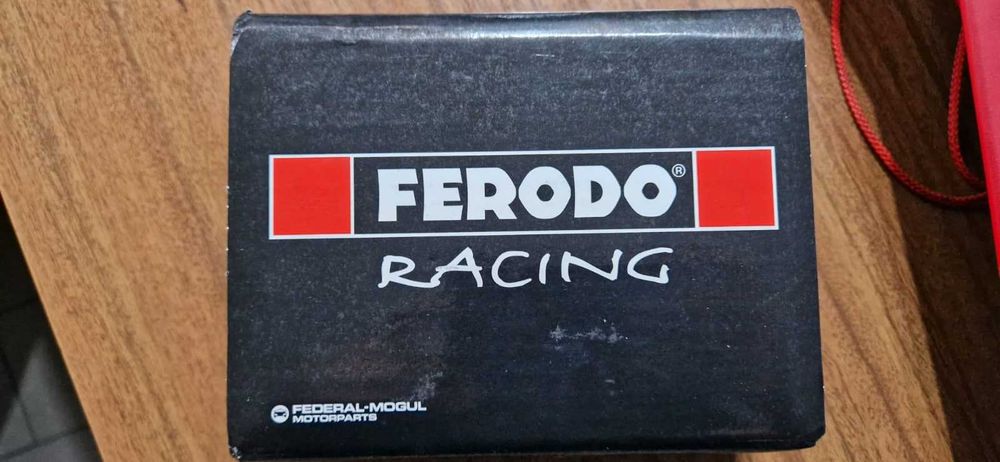 FERODO®
RACING
FEDERAL-MOGUL
MOTORPARTS